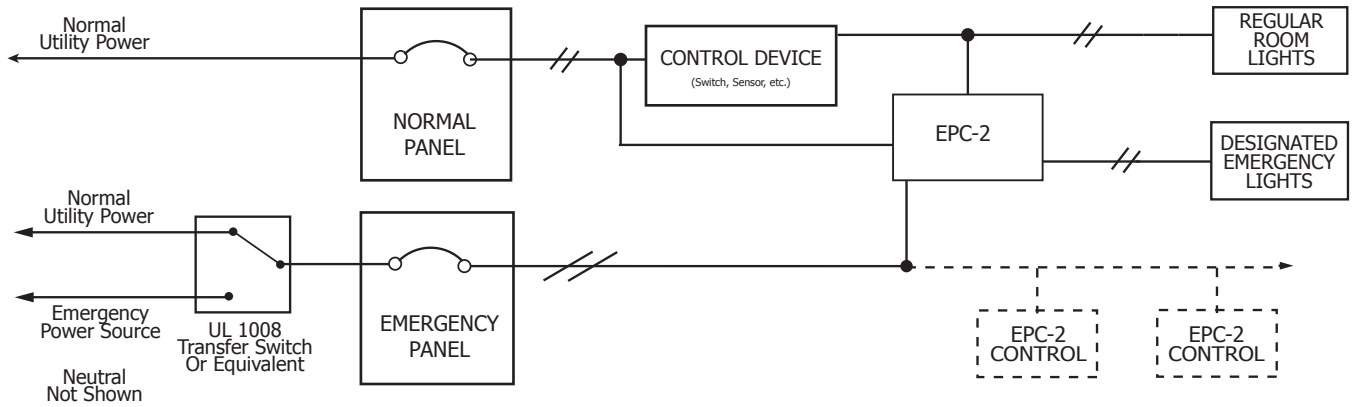 Normal
Utility Power
NORMAL
PANEL
CONTROL DEVICE
(Switch, Sensor, etc.)
REGULAR
ROOM
LIGHTS
EPC-2
DESIGNATED
EMERGENCY
LIGHTS
Normal
Utility Power
Emergency
Power Source
UL 1008
Transfer Switch
Or Equivalent
EMERGENCY
PANEL
EPC-2
CONTROL
EPC-2
CONTROL
Neutral
Not Shown